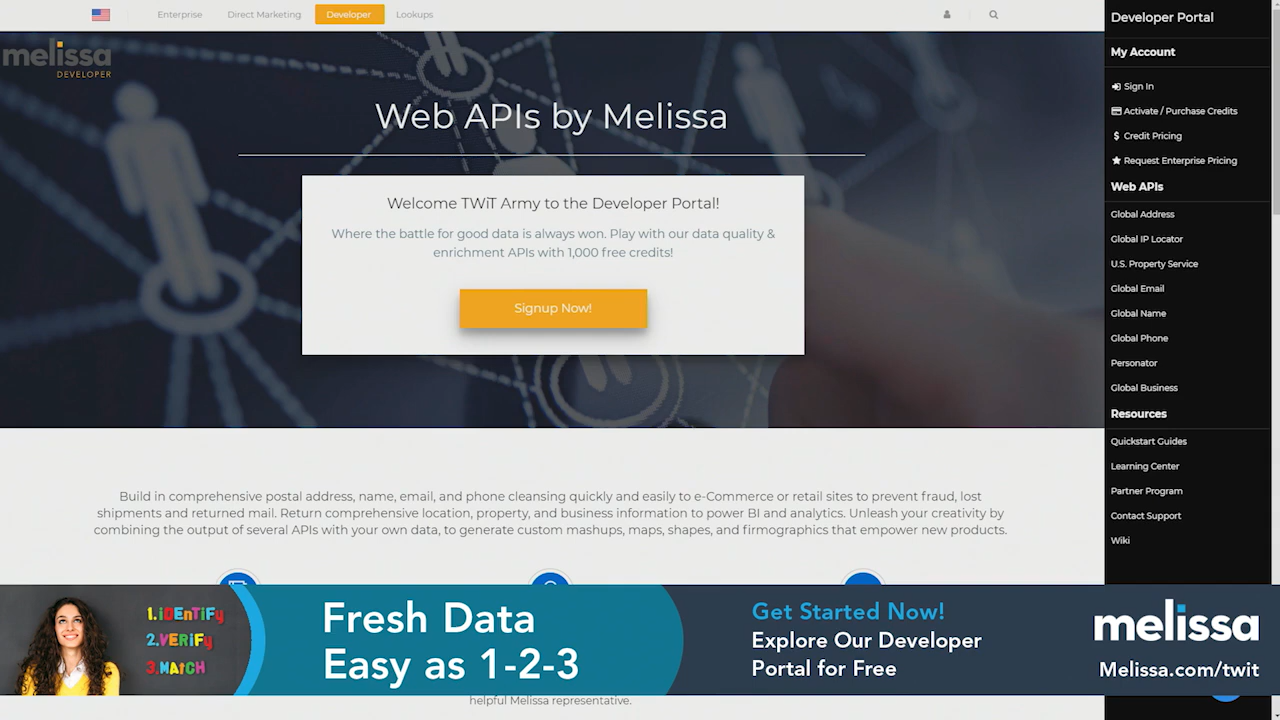 Enterprise
Direct Marketing
Developer
Lookups
melissa
DEVELOPER
Web APIs by Melissa
Welcome TWiT Army to the Developer Portal!
Where the battle for good data is always won. Play with our data quality &
enrichment APIs with 1,000 free credits!
Signup Now!
Build in comprehensive postal address, name, email, and phone cleansing quickly and easily to e-Commerce or retail sites to prevent fraud, lost
shipments and returned mail. Return comprehensive location, property, and business information to power BI and analytics. Unleash your creativity by
combining the output of several APIs with your own data, to generate custom mashups, maps, shapes, and firmographics that empower new products.
Developer Portal
My Account
Sign In
Activate / Purchase Credits
$ Credit Pricing
Request Enterprise Pricing
Web APIs
Global Address
Global IP Locator
U.S. Property Service
Global Email
Global Name
Global Phone
Personator
Global Business
Resources
Quickstart Guides
Learning Center
Partner Program
Contact Support
Wiki
1.iDEnTiFy
2.VERiFy
3.MAtCH
Fresh Data
Easy as 1-2-3
Get Started Now!
Explore Our Developer
Portal for Free
melissa
Melissa.com/twit
helpful Melissa representative.